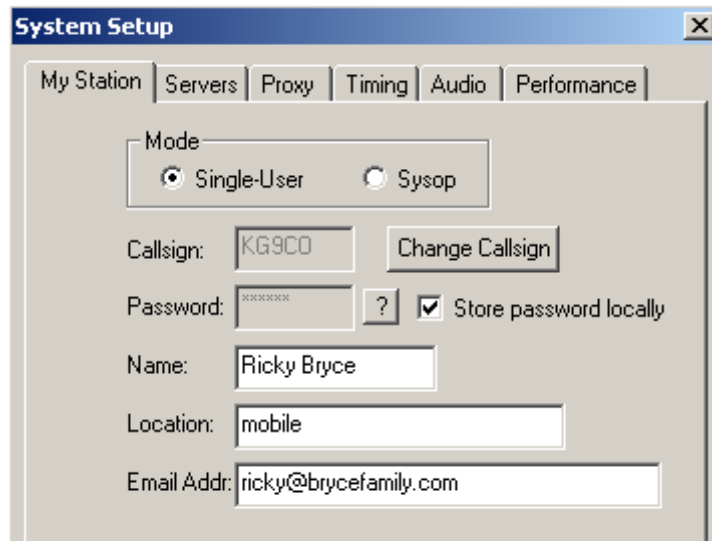 System Setup
My Station Servers Proxy Timing Audio Performance
Mode
Single-User Sysop
Callsign: KG9CO Change Callsign
Password: ****** ? Store password locally
Name: Ricky Bryce
Location: mobile
Email Addr: ricky@brycefamily.com